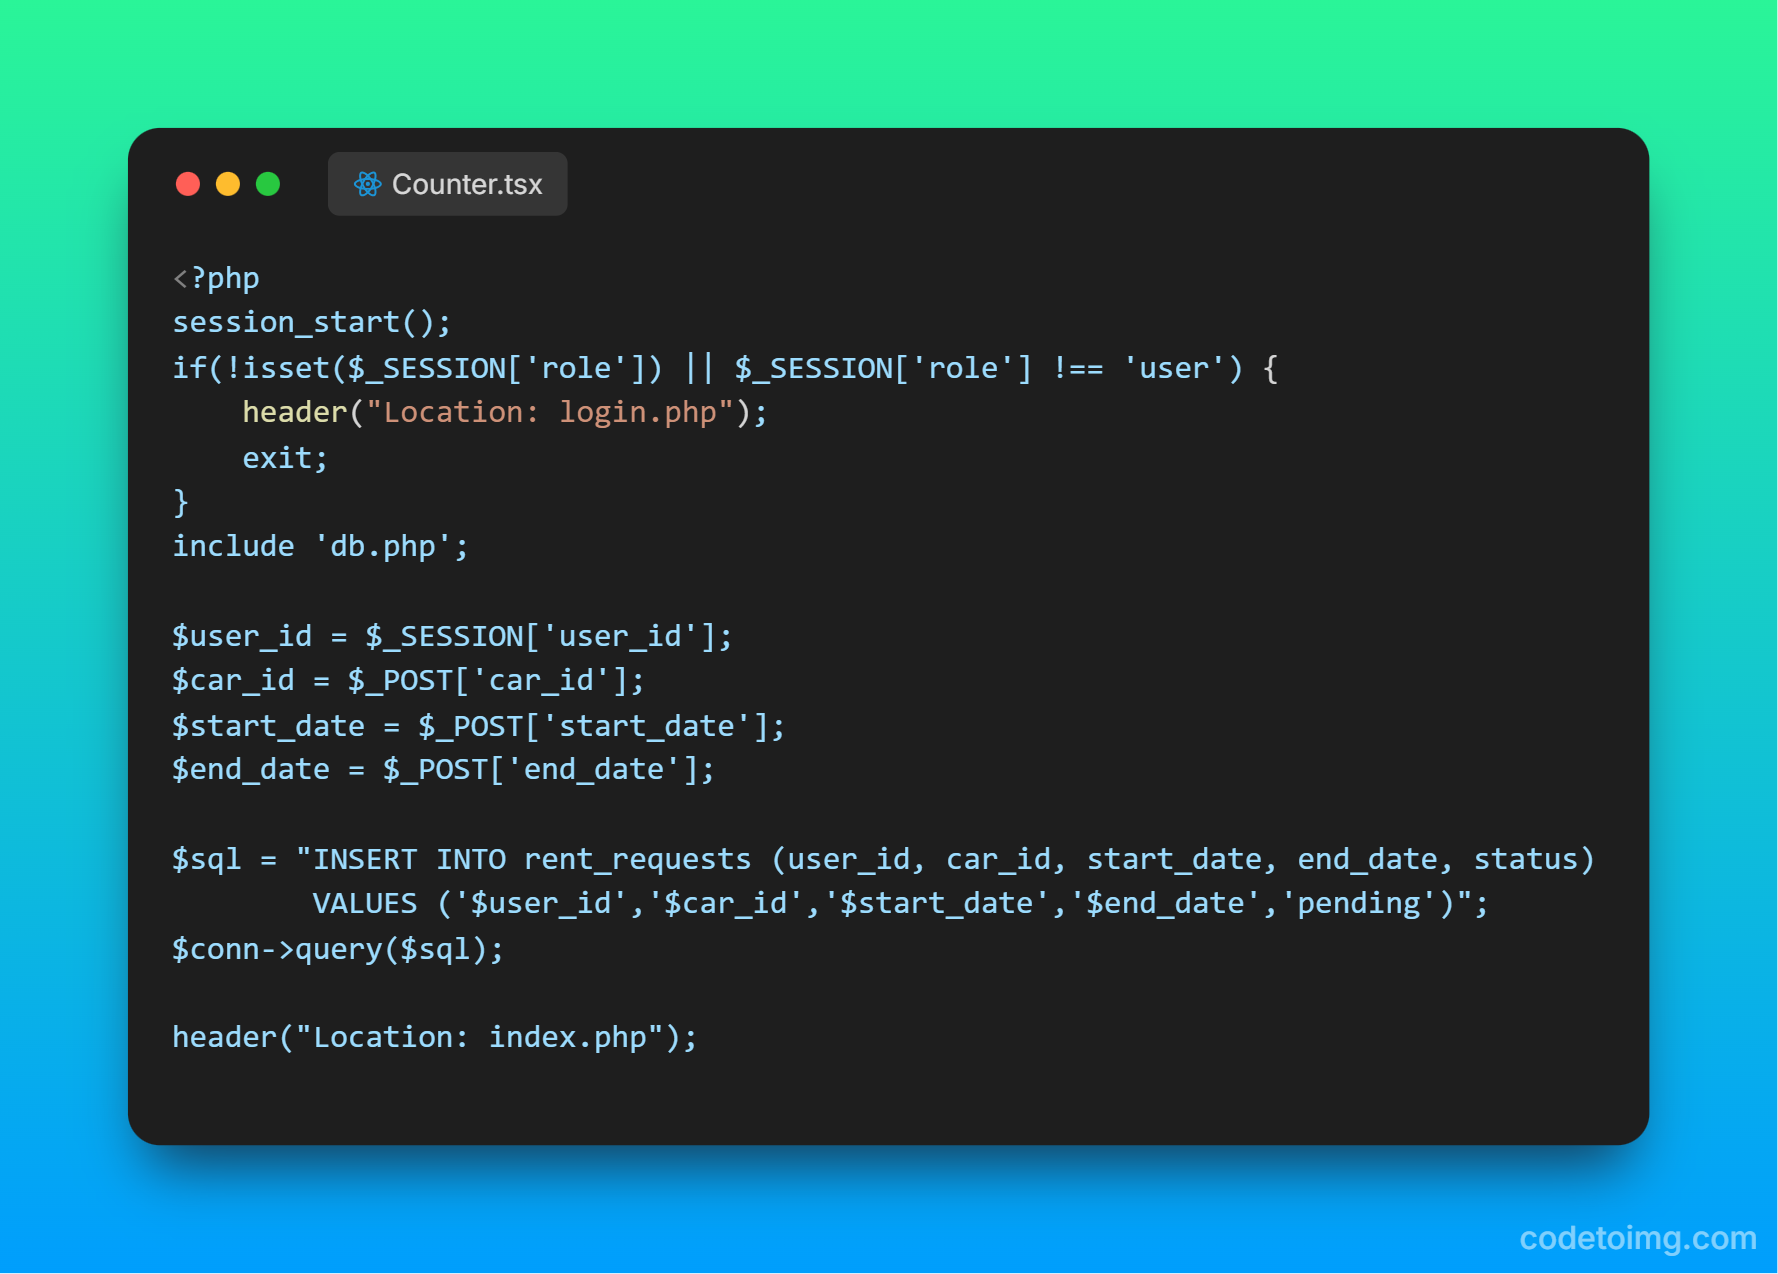 Counter.tsx
<?php
session_start();
if(!isset($_SESSION['role']) || $_SESSION['role'] !== 'user') {
    header("Location: login.php");
    exit;
}
include 'db.php';

$user_id = $_SESSION['user_id'];
$car_id = $_POST['car_id'];
$start_date = $_POST['start_date'];
$end_date = $_POST['end_date'];

$sql = "INSERT INTO rent_requests (user_id, car_id, start_date, end_date, status)
        VALUES ('$user_id','$car_id','$start_date','$end_date','pending')";
$conn->query($sql);

header("Location: index.php");
codetoimg.com